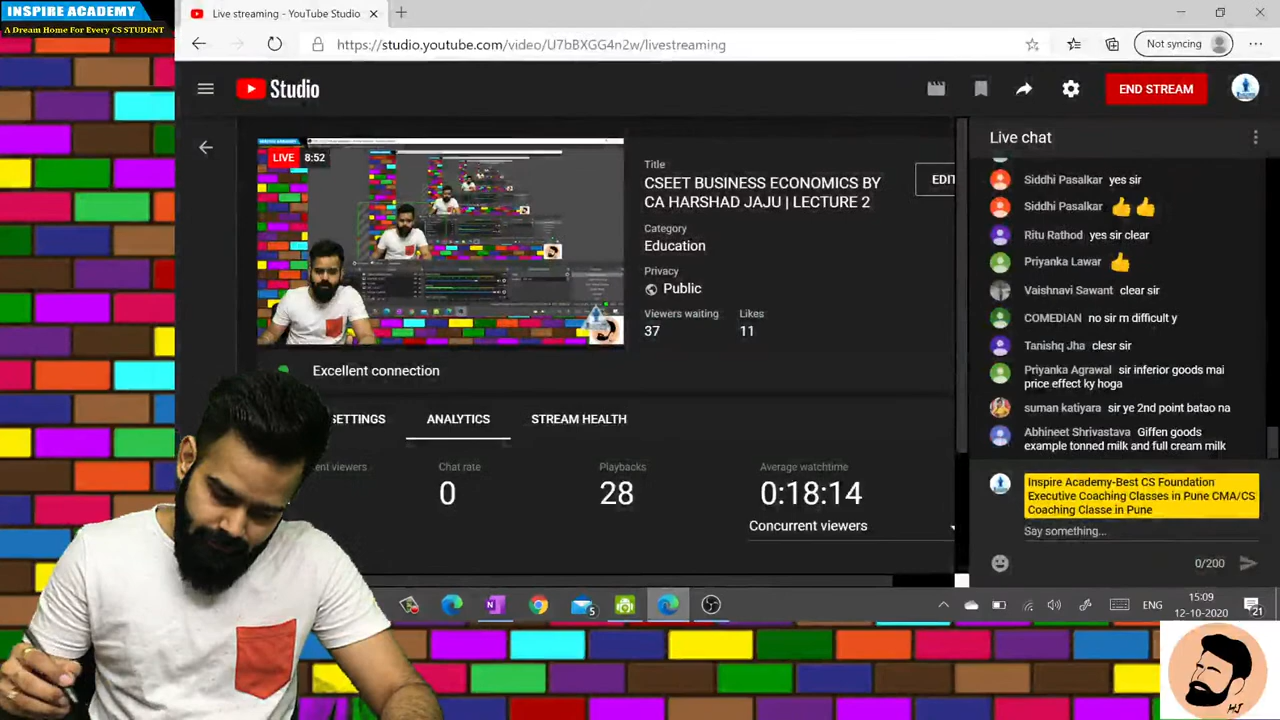 INSPIRE ACADEMY
A Dream Home For Every CS STUDENT
Live streaming - YouTube Studio
https://studio.youtube.com/video/U7bBXGG4n2w/livestreaming
Not syncing
Studio
END STREAM
LIVE 8:52
Title
CSEET BUSINESS ECONOMICS BY
CA HARSHAD JAJU | LECTURE 2
EDIT
Category
Education
Privacy
Public
Viewers waiting
37
Likes
11
Excellent connection
SETTINGS
ANALYTICS
STREAM HEALTH
ent viewers
Chat rate
0
Playbacks
28
Average watchtime
0:18:14
Concurrent viewers
Live chat
Siddhi Pasalkar yes sir
Siddhi Pasalkar 👍👍
Ritu Rathod yes sir clear
Priyanka Lawar 👍
Vaishnavi Sawant clear sir
COMEDIAN no sir m difficult y
Tanishq Jha clesr sir
Priyanka Agrawal sir inferior goods mai
price effect ky hoga
suman katiyara sir ye 2nd point batao na
Abhineet Shrivastava Giffen goods
example tonned milk and full cream milk
Inspire Academy-Best CS Foundation
Executive Coaching Classes in Pune CMA/CS
Coaching Classe in Pune
Say something...
0/200
5
ENG
15:09
12-10-2020
21
HJ